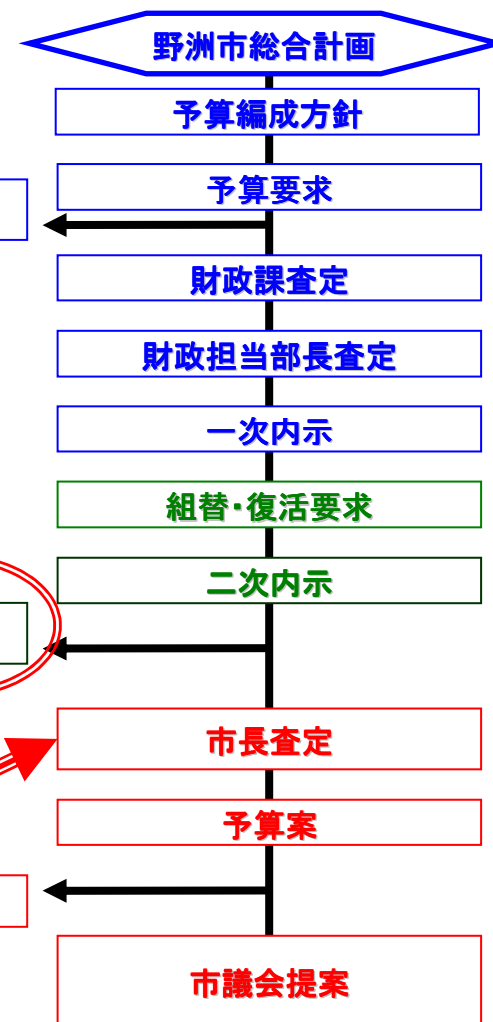 野洲市総合計画
予算編成方針
予算要求
財政課査定
財政担当部長査定
一次内示
組替・復活要求
二次内示
市長査定
予算案
市議会提案